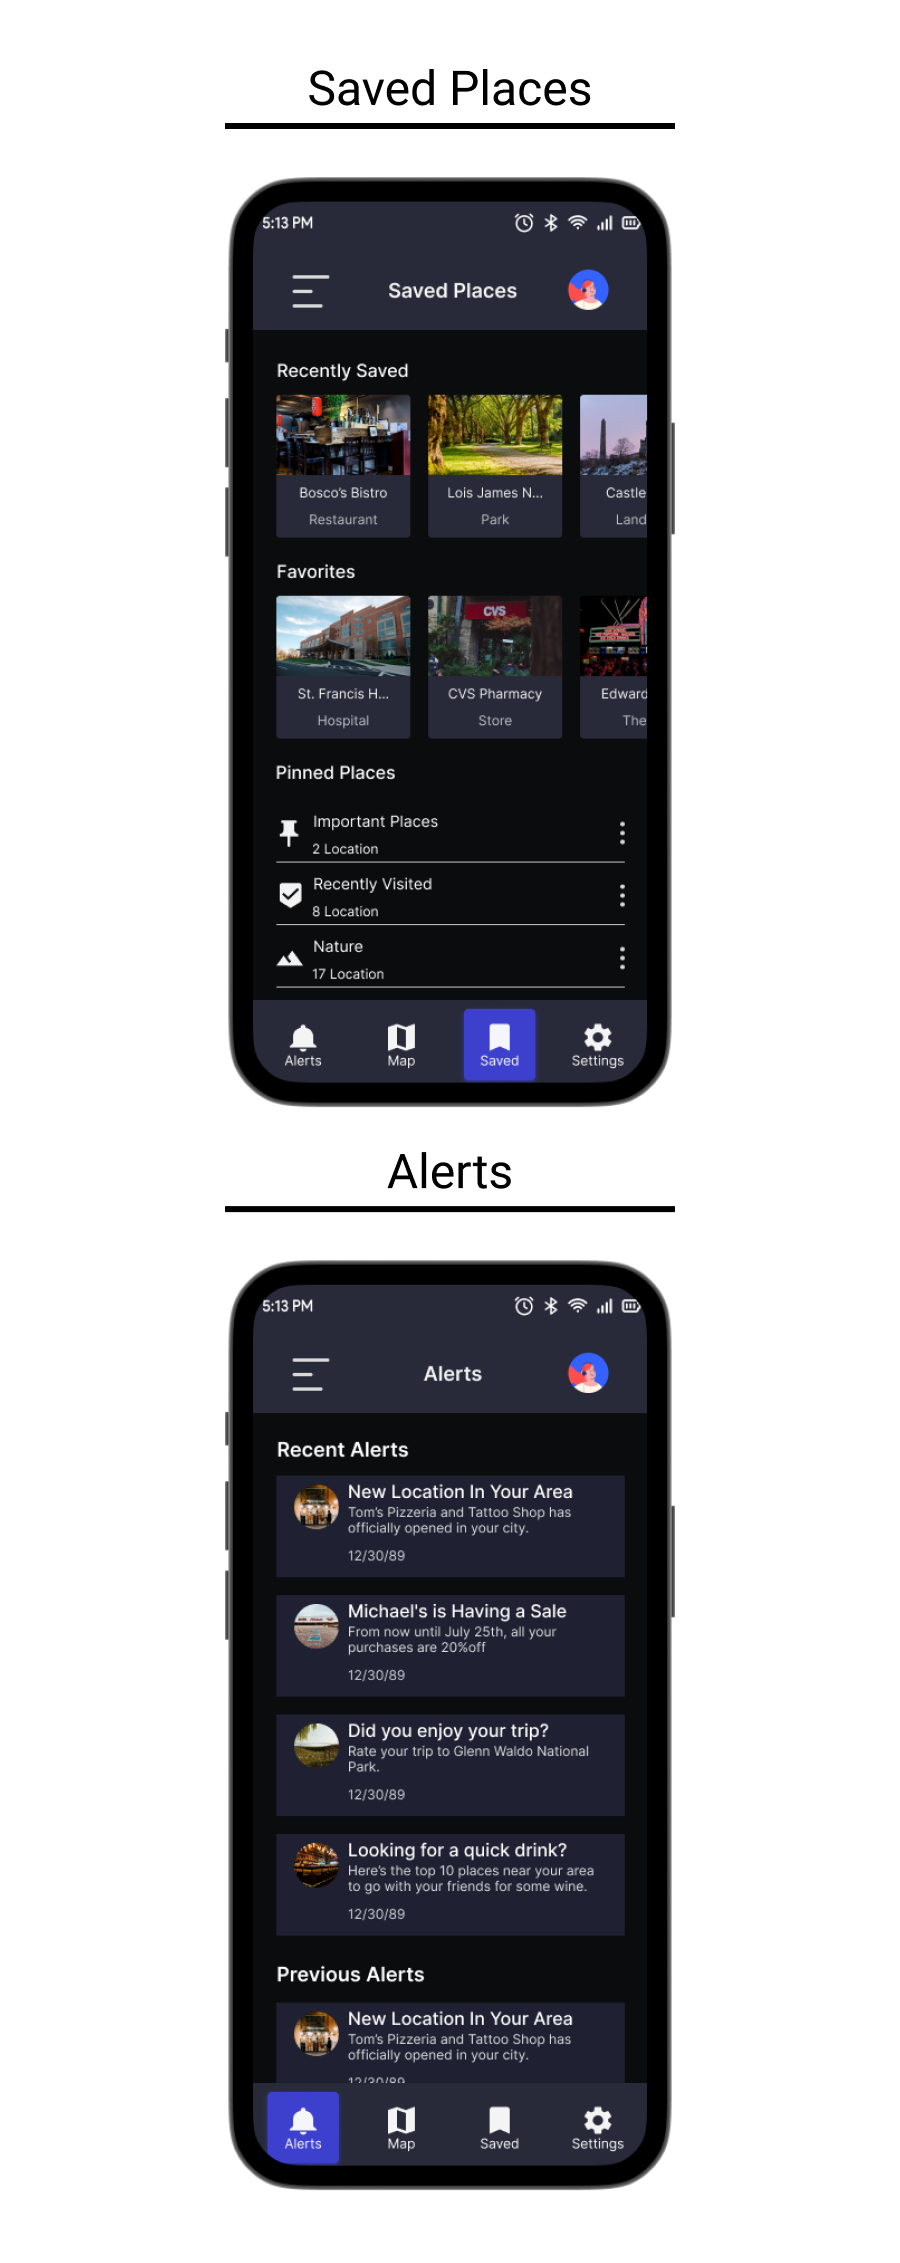 Saved Places
5:13 PM
Saved Places
Recently Saved
Bosco's Bistro
Restaurant
Lois James N...
Park
Castle
Land
Favorites
St. Francis H...
Hospital
CVS
CVS Pharmacy
Store
Edward
The
Pinned Places
Important Places
2 Location
Recently Visited
8 Location
Nature
17 Location
Alerts
Map
Saved
Settings
Alerts
5:13 PM
Alerts
Recent Alerts
New Location In Your Area
Tom's Pizzeria and Tattoo Shop has
officially opened in your city.
12/30/89
Michael's is Having a Sale
From now until July 25th, all your
purchases are 20%off
12/30/89
Did you enjoy your trip?
Rate your trip to Glenn Waldo National
Park.
12/30/89
Looking for a quick drink?
Here's the top 10 places near your area
to go with your friends for some wine.
12/30/89
Previous Alerts
New Location In Your Area
Tom's Pizzeria and Tattoo Shop has
officially opened in your city.
12/30/89
Alerts
Map
Saved
Settings